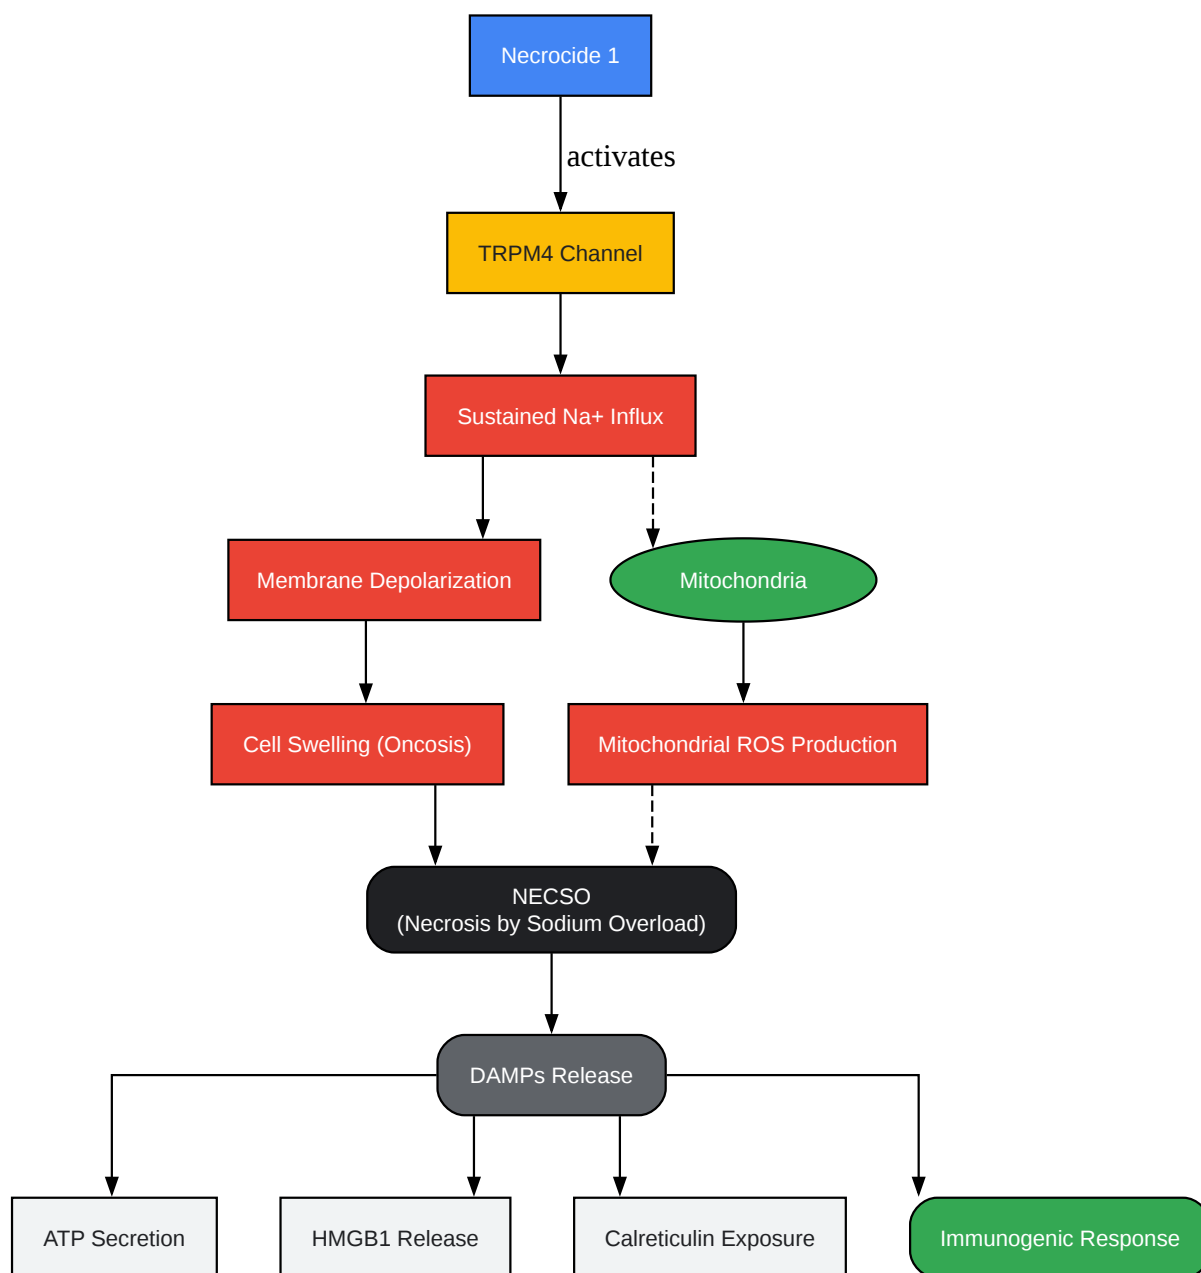 Necrocide 1
activates
TRPM4 Channel
Sustained Na+ Influx
Membrane Depolarization
Mitochondria
Cell Swelling (Oncosis)
Mitochondrial ROS Production
NECSO
(Necrosis by Sodium Overload)
DAMPs Release
ATP Secretion
HMGB1 Release
Calreticulin Exposure
Immunogenic Response